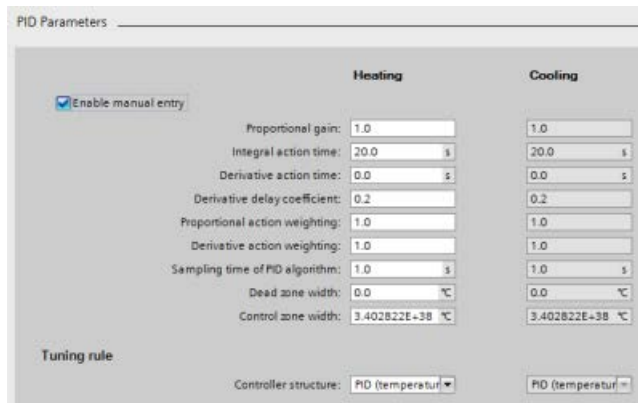 PID Parameters
Heating Cooling
Enable manual entry
Proportional gain: 1.0 1.0
Integral action time: 20.0 s 20.0 s
Derivative action time: 0.0 s 0.0 s
Derivative delay coefficient: 0.2 0.2
Proportional action weighting: 1.0 1.0
Derivative action weighting: 1.0 1.0
Sampling time of PID algorithm: 1.0 s 1.0 s
Dead zone width: 0.0 °C 0.0 °C
Control zone width: 3.402822E+38 °C 3.402822E+38 °C
Tuning rule
Controller structure: PID (temperatur PID (temperatur